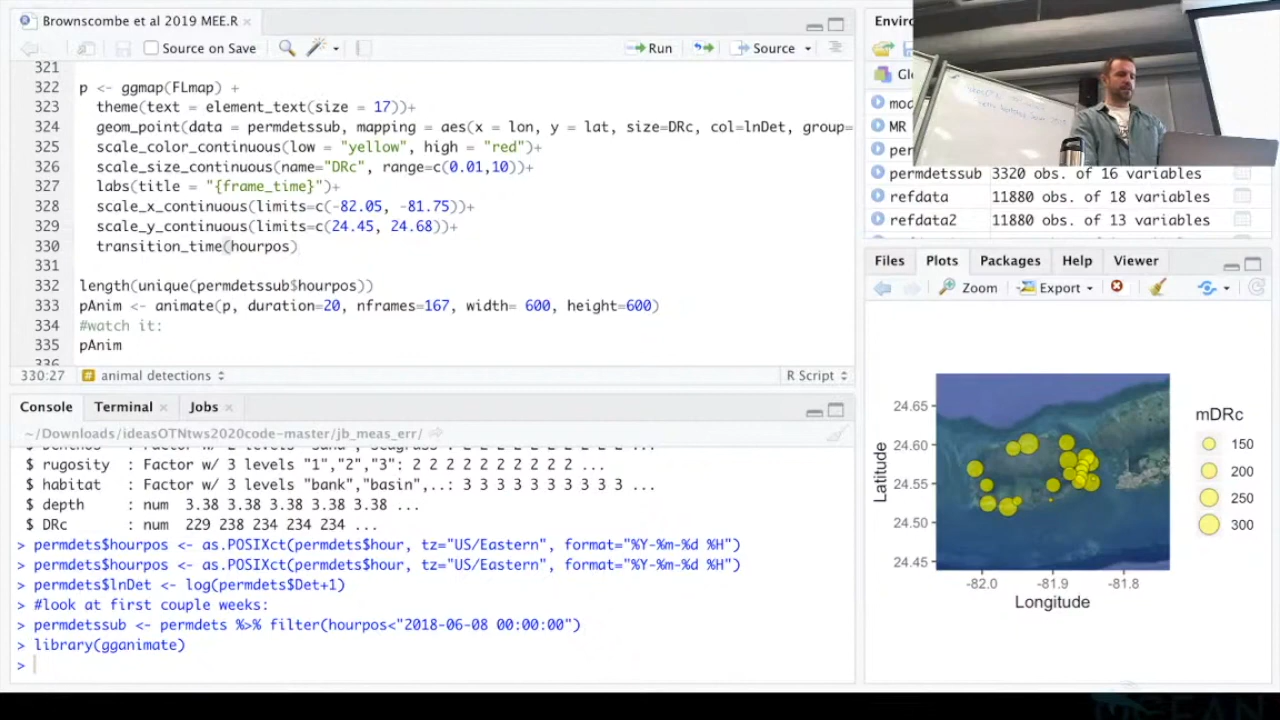 Brownscombe et al 2019 MEE.R ×
Source on Save
Run
Source
321
322 p <- ggmap(FLmap) +
323 theme(text = element_text(size = 17))+
324 geom_point(data = permdetssub, mapping = aes(x = lon, y = lat, size=DRc, col=lnDet, group=
325 scale_color_continuous(low = "yellow", high = "red")+
326 scale_size_continuous(name="DRc", range=c(0.01,10))+
327 labs(title = "{frame_time}")+
328 scale_x_continuous(limits=c(-82.05, -81.75))+
329 scale_y_continuous(limits=c(24.45, 24.68))+
330 transition_time(hourpos)
331
332 length(unique(permdetssub$hourpos))
333 pAnim <- animate(p, duration=20, nframes=167, width= 600, height=600)
334 #watch it:
335 pAnim
336
330:27 # animal detections R Script
Console Terminal × Jobs ×
~/Downloads/ideasOTNtws2020code-master/jb_meas_err/
$ benthos : Factor w/ 2 levels "sand","seagrass"
$ rugosity : Factor w/ 3 levels "1","2","3": 2 2 2 2 2 2 2 2 2 2 ...
$ habitat : Factor w/ 3 levels "bank","basin",..: 3 3 3 3 3 3 3 3 3 3 ...
$ depth : num 3.38 3.38 3.38 3.38 3.38 ...
$ DRc : num 229 238 234 234 234 ...
> permdets$hourpos <- as.POSIXct(permdets$hour, tz="US/Eastern", format="%Y-%m-%d %H")
> permdets$hourpos <- as.POSIXct(permdets$hour, tz="US/Eastern", format="%Y-%m-%d %H")
> permdets$lnDet <- log(permdets$Det+1)
> #look at first couple weeks:
> permdetssub <- permdets %>% filter(hourpos<"2018-06-08 00:00:00")
> library(gganimate)
>
Enviro
Glo
mod
MR
per
permdetssub 3320 obs. of 16 variables
refdata 11880 obs. of 18 variables
refdata2 11880 obs. of 13 variables
Files Plots Packages Help Viewer
Zoom Export
24.65
24.60
24.55
24.50
24.45
Latitude
-82.0 -81.9 -81.8
Longitude
mDRc
150
200
250
300